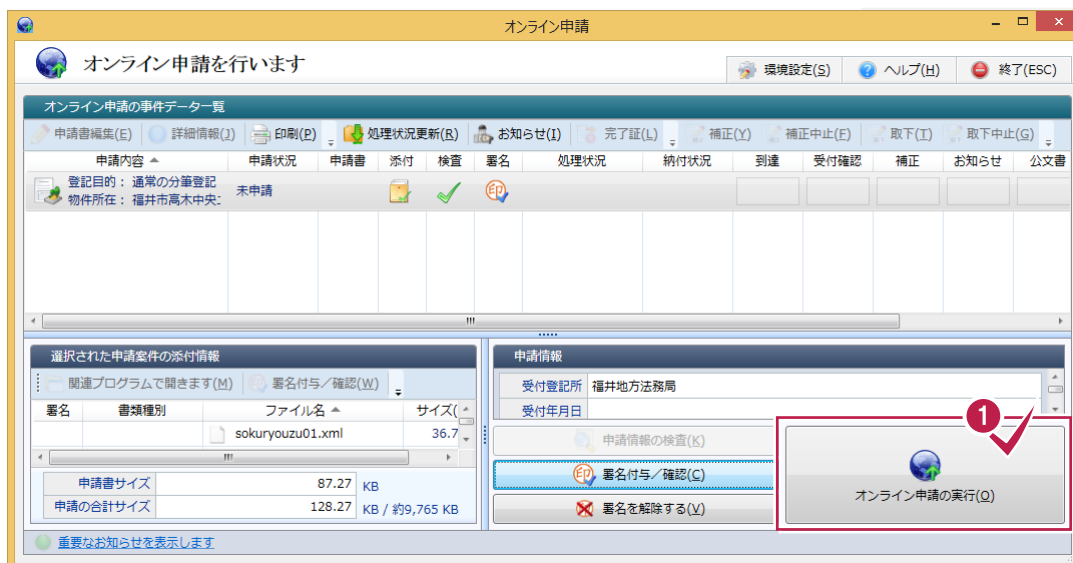 オンライン申請
オンライン申請を行います
環境設定(S) ヘルプ(H) 終了(ESC)
オンライン申請の事件データ一覧
申請書編集(E) 詳細情報(J) 印刷(P) 処理状況更新(R) お知らせ(I) 完了証(L) 補正(Y) 補正中止(F) 取下(T) 取下中止(G)
申請内容 申請状況 申請書 添付 検査 署名 処理状況 納付状況 到達 受付確認 補正 お知らせ 公文書
登記目的： 通常の分筆登記
物件所在： 福井市高木中央:
未申請
印
選択された申請案件の添付情報
関連プログラムで開きます(M) 署名付与／確認(W)
署名 書類種別 ファイル名 サイズ(
sokuryouzu01.xml 36.7
申請書サイズ 87.27 KB
申請の合計サイズ 128.27 KB / 約9,765 KB
申請情報
受付登記所 福井地方法務局
受付年月日
申請情報の検査(K)
印 署名付与／確認(C)
署名を解除する(V)
1
オンライン申請の実行(O)
重要なお知らせを表示します